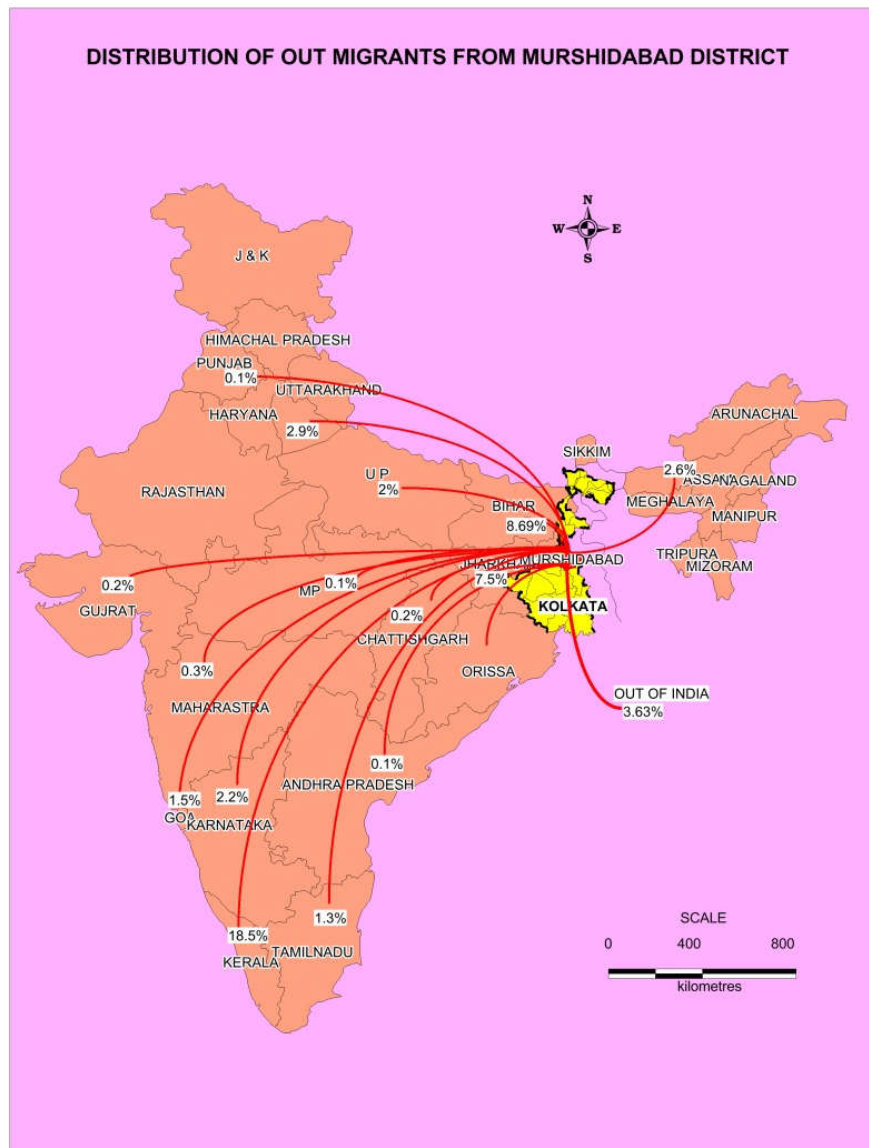 DISTRIBUTION OF OUT MIGRANTS FROM MURSHIDABAD DISTRICT
N
W E
S
J & K
HIMACHAL PRADESH
PUNJAB
0.1%
UTTARAKHAND
HARYANA
2.9%
ARUNACHAL
SIKKIM
2.6%
NAGALAND
U P
2%
RAJASTHAN
MEGHALAYA
BIHAR
MANIPUR
8.69%
TRIPURA
MIZORAM
MURSHIDABAD
7.5%
0.2%
0.1%
MP
GUJRAT
KOLKATA
0.2%
CHATTISHGARH
0.3%
ORISSA
OUT OF INDIA
3.63%
MAHARASTRA
0.1%
ANDHRA PRADESH
1.5%
2.2%
GOA
KARNATAKA
1.3%
18.5%
TAMILNADU
KERALA
SCALE
0 400 800
kilometres